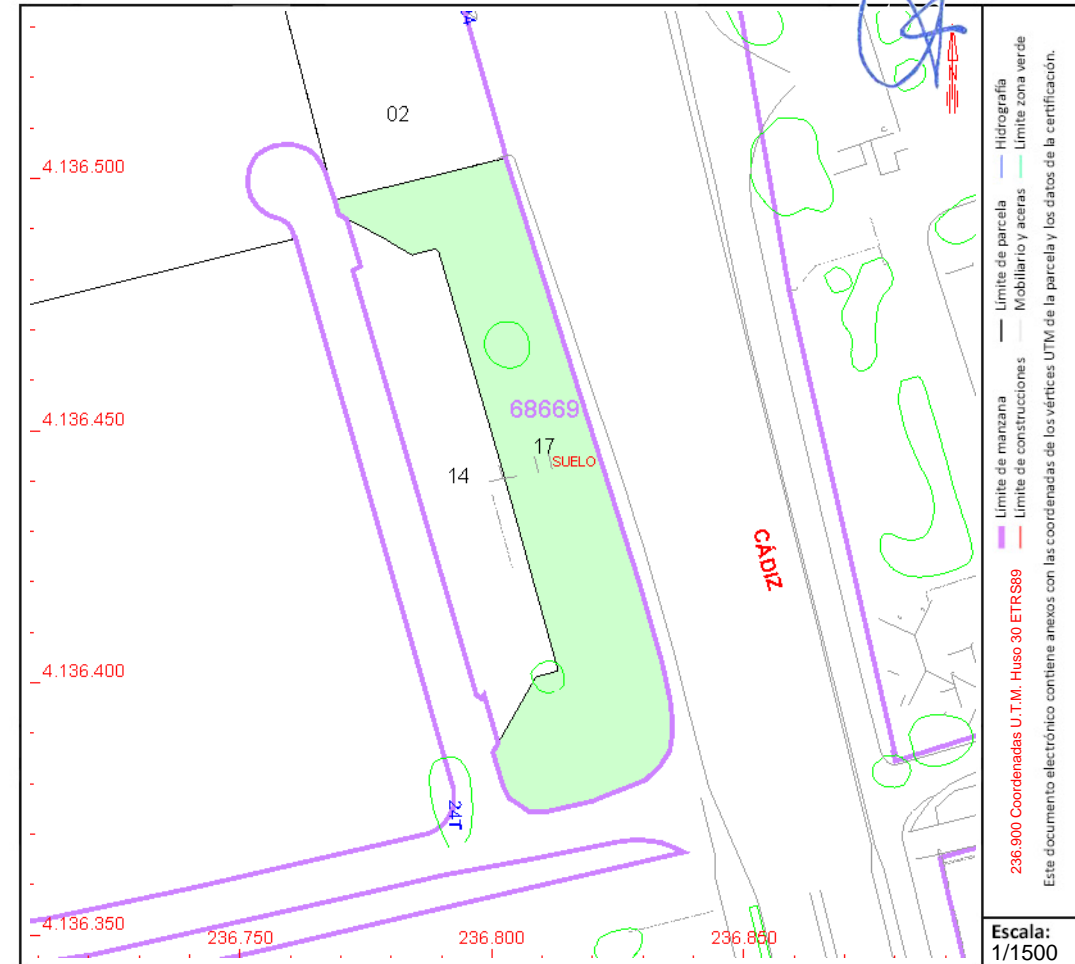 02
4.136.500
4.136.450
68669
17
SUELO
14
CÁDIZ
4.136.400
24T
4.136.350
236.750
236.800
236.850
Límite de manzana
Límite de parcela
Hidrografía
Límite de construcciones
Mobiliario y aceras
Límite zona verde
236.900 Coordenadas U.T.M. Huso 30 ETRS89
Este documento electrónico contiene anexos con las coordenadas de los vértices UTM de la parcela y los datos de la certificación.
Escala:
1/1500